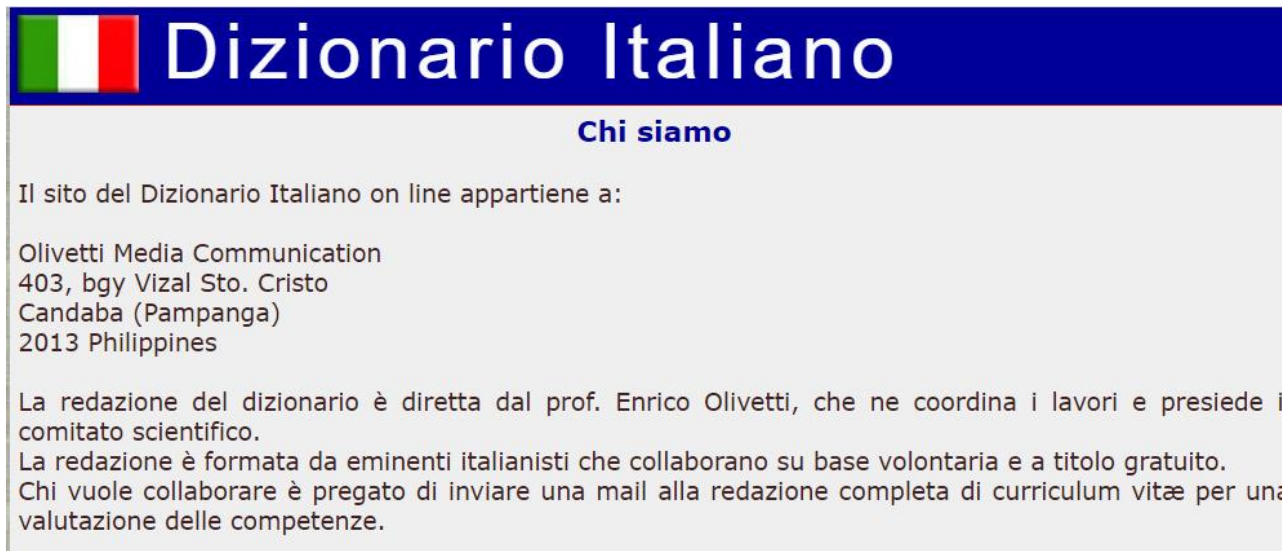 Dizionario Italiano
Chi siamo
Il sito del Dizionario Italiano on line appartiene a:
Olivetti Media Communication
403, bgy Vizal Sto. Cristo
Candaba (Pampanga)
2013 Philippines
La redazione del dizionario è diretta dal prof. Enrico Olivetti, che ne coordina i lavori e presiede i
comitato scientifico.
La redazione è formata da eminenti italianisti che collaborano su base volontaria e a titolo gratuito.
Chi vuole collaborare è pregato di inviare una mail alla redazione completa di curriculum vitæ per una
valutazione delle competenze.